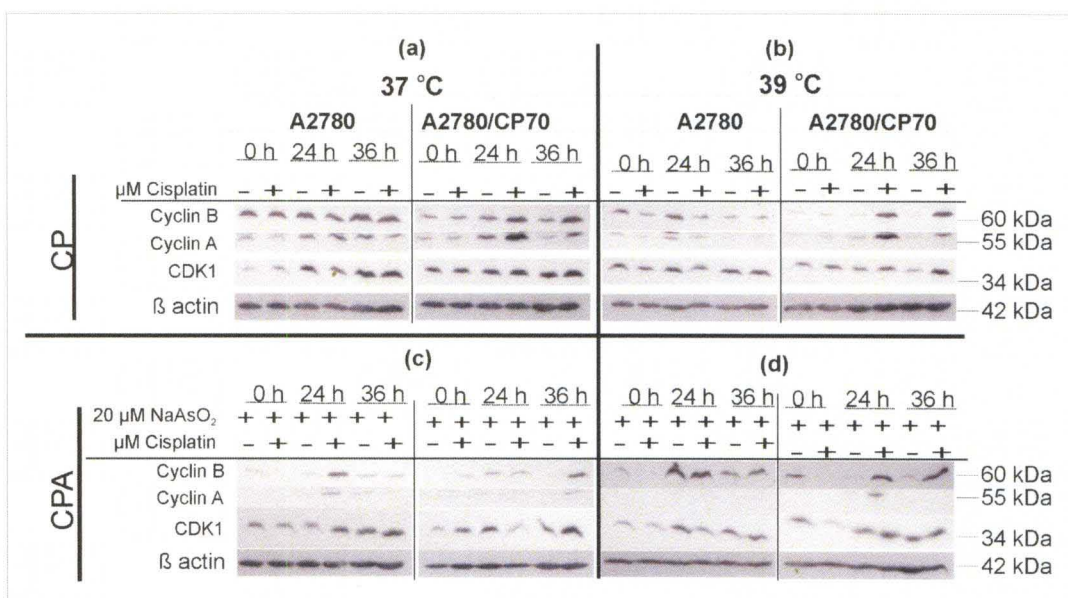 (a) (b)
37 °C 39 °C
A2780 A2780/CP70 A2780 A2780/CP70
0 h 24 h 36 h 0 h 24 h 36 h 0 h 24 h 36 h 0 h 24 h 36 h
µM Cisplatin – + – + – + – + – + – + – + – + – + – + – + – +
CP
Cyclin B 60 kDa
Cyclin A 55 kDa
CDK1 34 kDa
ß actin 42 kDa
(c) (d)
0 h 24 h 36 h 0 h 24 h 36 h 0 h 24 h 36 h 0 h 24 h 36 h
20 µM NaAsO₂ + + + + + + + + + + + + + + + + + + + + + + + +
µM Cisplatin – + – + – + – + – + – + – + – + – + – + – + – +
CPA
Cyclin B 60 kDa
Cyclin A 55 kDa
CDK1 34 kDa
ß actin 42 kDa